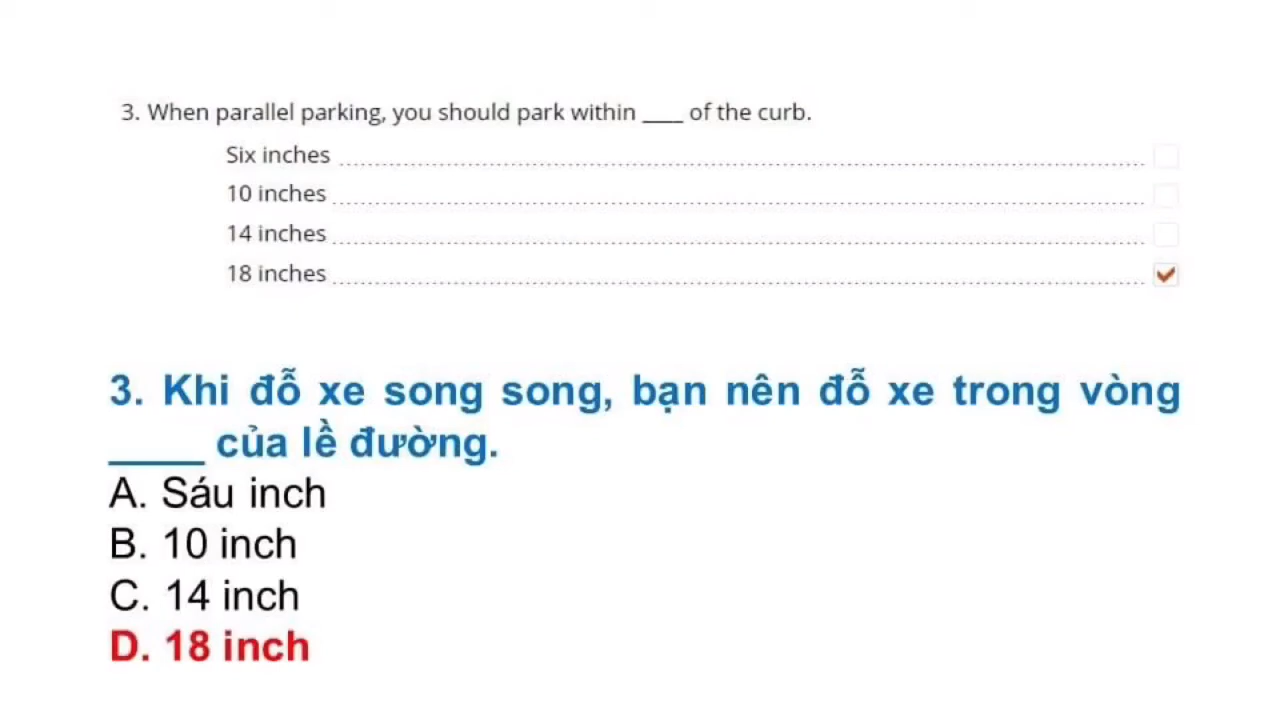 3. When parallel parking, you should park within ____ of the curb.
Six inches
10 inches
14 inches
18 inches
3. Khi đỗ xe song song, bạn nên đỗ xe trong vòng
____ của lề đường.
A. Sáu inch
B. 10 inch
C. 14 inch
D. 18 inch